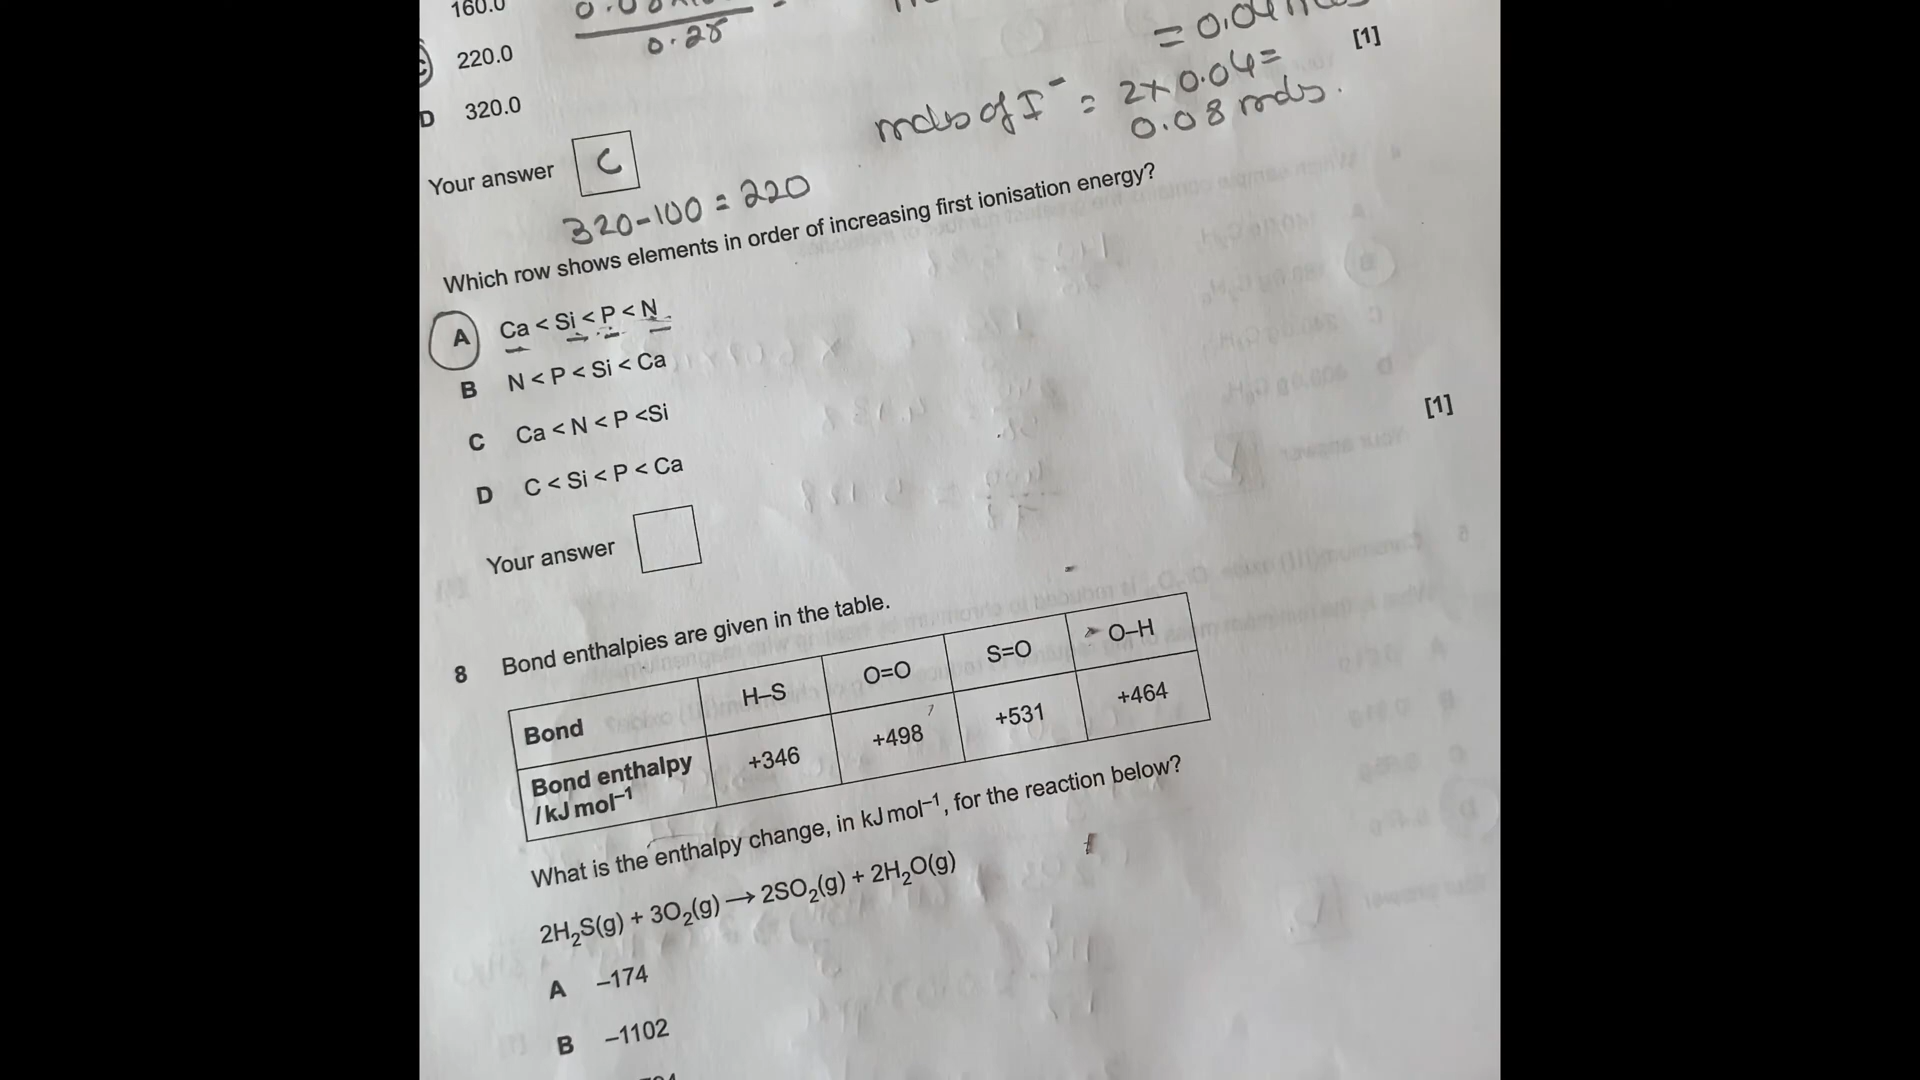 160.0
0.28
= 0.04
[1]
C 220.0
D 320.0
mols of I⁻ = 2 x 0.04 =
0.08 mols.
Your answer C
320-100 = 220
Which row shows elements in order of increasing first ionisation energy?
A Ca < Si < P < N
B N < P < Si < Ca
C Ca < N < P <Si
D C < Si < P < Ca
[1]
Your answer
8 Bond enthalpies are given in the table.
Bond H–S O=O S=O O–H
Bond enthalpy /kJ mol⁻¹ +346 +498 +531 +464
What is the enthalpy change, in kJ mol⁻¹, for the reaction below?
2H₂S(g) + 3O₂(g) → 2SO₂(g) + 2H₂O(g)
A –174
B –1102